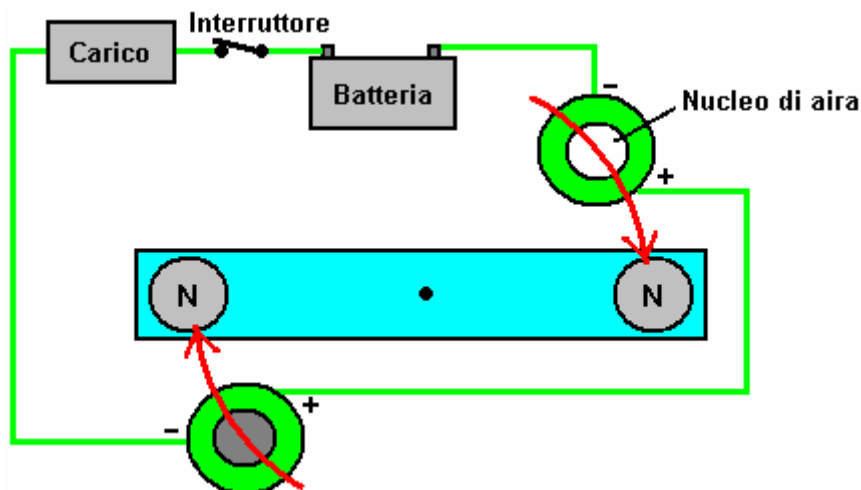 Interruttore
Carico
Batteria
-
Nucleo di aira
+
N
N
-
+